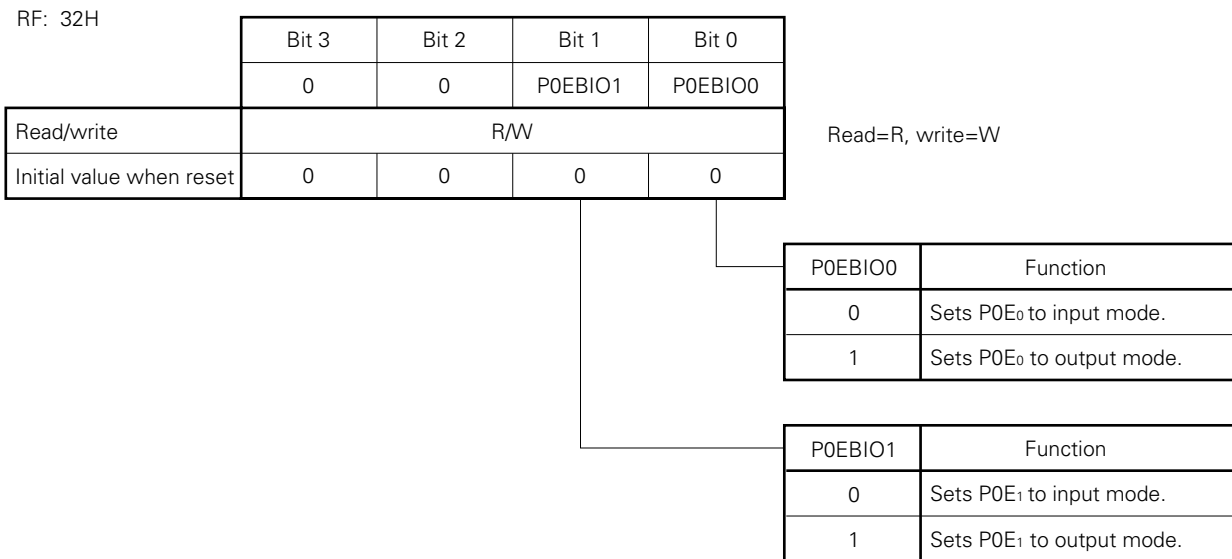 RF: 32H
Bit 3 Bit 2 Bit 1 Bit 0
0 0 P0EBIO1 P0EBIO0
Read/write R/W
Read=R, write=W
Initial value when reset 0 0 0 0
P0EBIO0 Function
0 Sets P0E₀ to input mode.
1 Sets P0E₀ to output mode.
P0EBIO1 Function
0 Sets P0E₁ to input mode.
1 Sets P0E₁ to output mode.